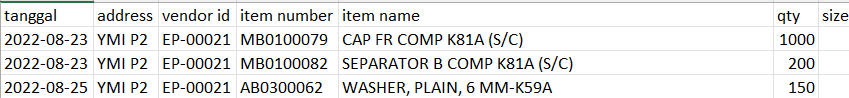 tanggal address vendor id item number item name qty size
2022-08-23 YMI P2 EP-00021 MB0100079 CAP FR COMP K81A (S/C) 1000
2022-08-23 YMI P2 EP-00021 MB0100082 SEPARATOR B COMP K81A (S/C) 200
2022-08-25 YMI P2 EP-00021 AB0300062 WASHER, PLAIN, 6 MM-K59A 150